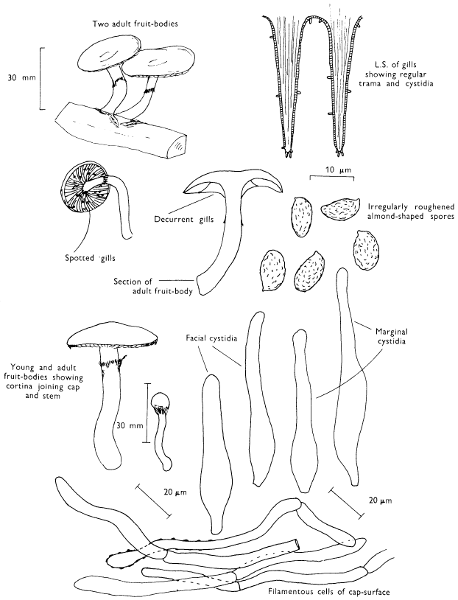 Two adult fruit-bodies
30 mm
L.S. of gills
showing regular
trama and cystidia
10 µm
Irregularly roughened
almond-shaped spores
Decurrent gills
Spotted gills
Section of
adult fruit-body
Facial cystidia
Marginal
cystidia
Young and adult
fruit-bodies showing
cortina joining cap
and stem
30 mm
20 µm
20 µm
Filamentous cells of cap-surface